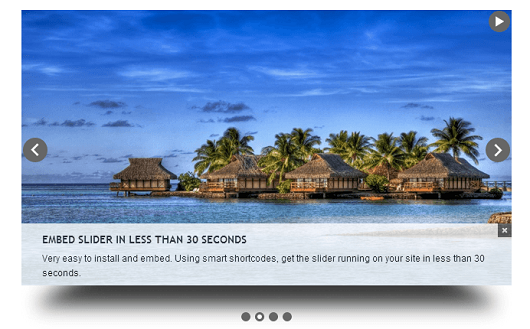 EMBED SLIDER IN LESS THAN 30 SECONDS
Very easy to install and embed. Using smart shortcodes, get the slider running on your site in less than 30
seconds.